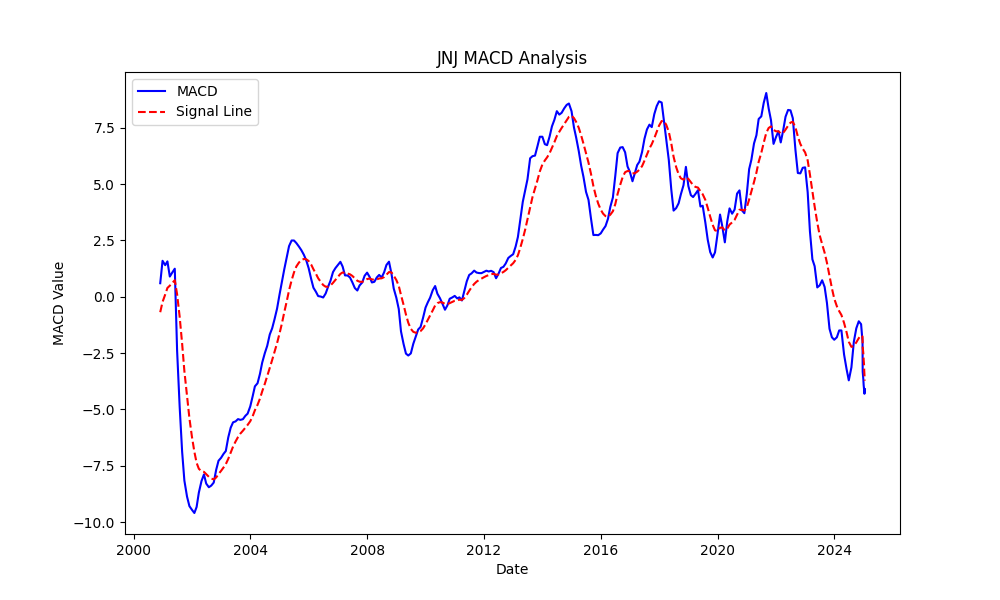 JNJ MACD Analysis
MACD
Signal Line
MACD Value
7.5
5.0
2.5
0.0
−2.5
−5.0
−7.5
−10.0
2000 2004 2008 2012 2016 2020 2024
Date